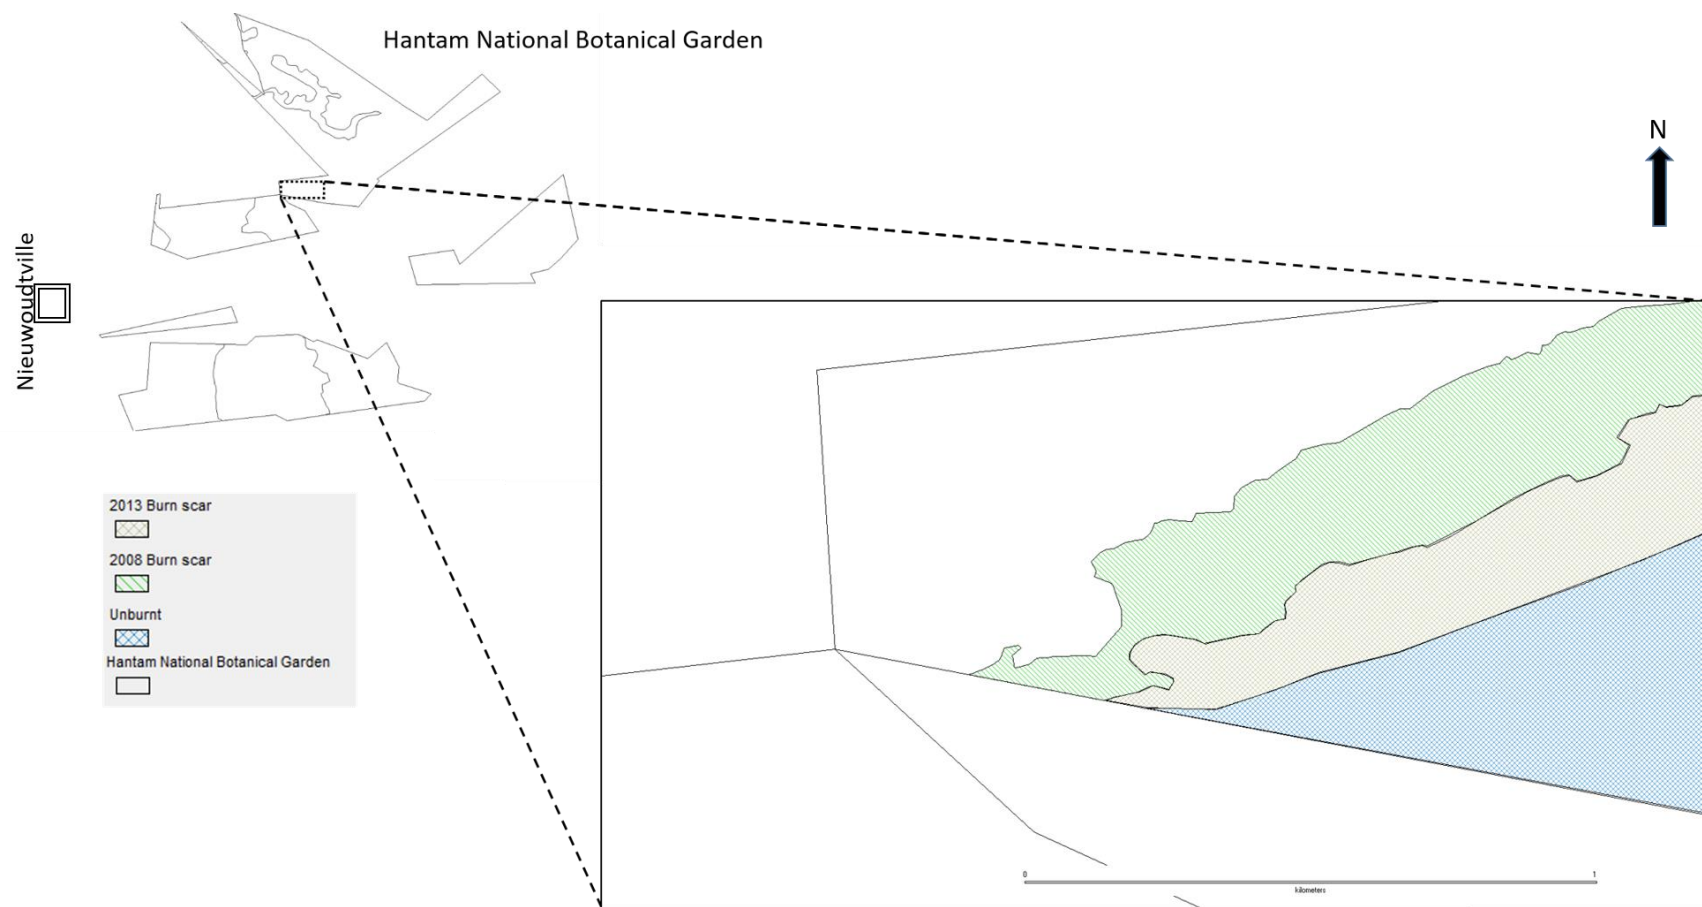 Hantam National Botanical Garden
N
Nieuwoudtville
2013 Burn scar
2008 Burn scar
Unburnt
Hantam National Botanical Garden
0 1
kilometers